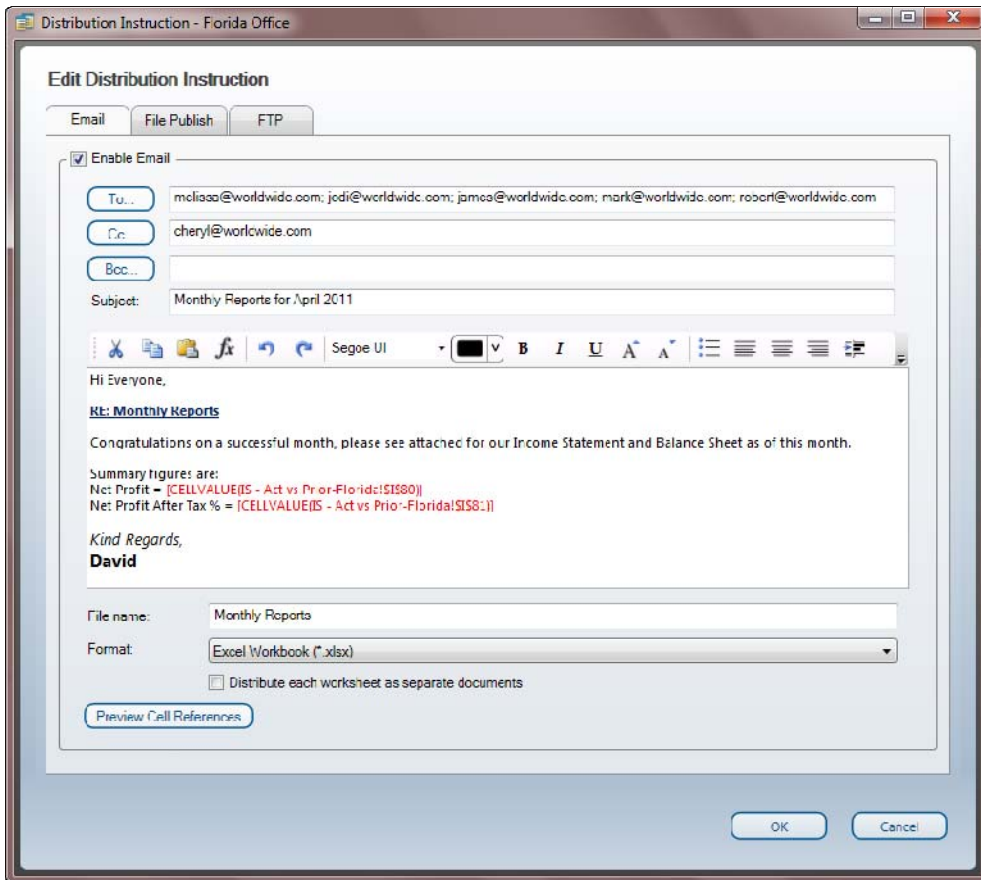 Distribution Instruction - Florida Office
Edit Distribution Instruction
Email File Publish FTP
Enable Email
To... melissa@worldwide.com; jodi@worldwide.com; james@worldwide.com; mark@worldwide.com; robert@worldwide.com
Cc... cheryl@worldwide.com
Bcc...
Subject: Monthly Reports for April 2011
fx Segoe UI B I U A A
Hi Everyone,
RE: Monthly Reports
Congratulations on a successful month, please see attached for our Income Statement and Balance Sheet as of this month.
Summary figures are:
Net Profit = [CELLVALUE(IS - Act vs Prior-Florida!$I$80)]
Net Profit After Tax % = [CELLVALUE(IS - Act vs Prior-Florida!$I$81)]
Kind Regards,
David
File name: Monthly Reports
Format: Excel Workbook (*.xlsx)
Distribute each worksheet as separate documents
Preview Cell References
OK Cancel